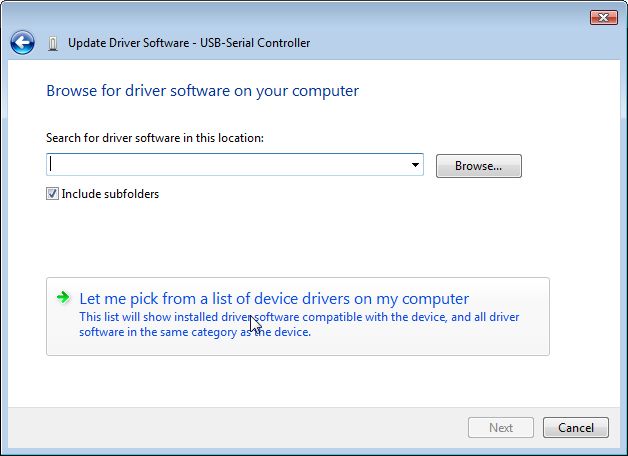 Update Driver Software - USB-Serial Controller
Browse for driver software on your computer
Search for driver software in this location:
Browse...
Include subfolders
Let me pick from a list of device drivers on my computer
This list will show installed driver software compatible with the device, and all driver
software in the same category as the device.
Next
Cancel